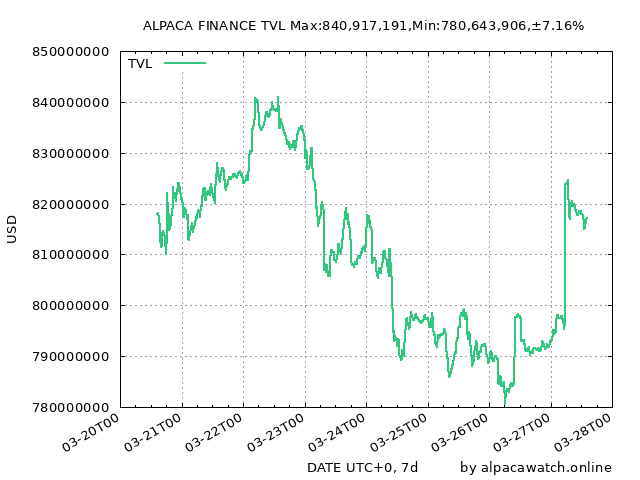 ALPACA FINANCE TVL Max:840,917,191,Min:780,643,906,±7.16%
850000000
TVL
840000000
830000000
820000000
USD
810000000
800000000
790000000
780000000
03-20T00
03-21T00
03-22T00
03-23T00
03-24T00
03-25T00
03-26T00
03-27T00
03-28T00
DATE UTC+0, 7d
by alpacawatch.online